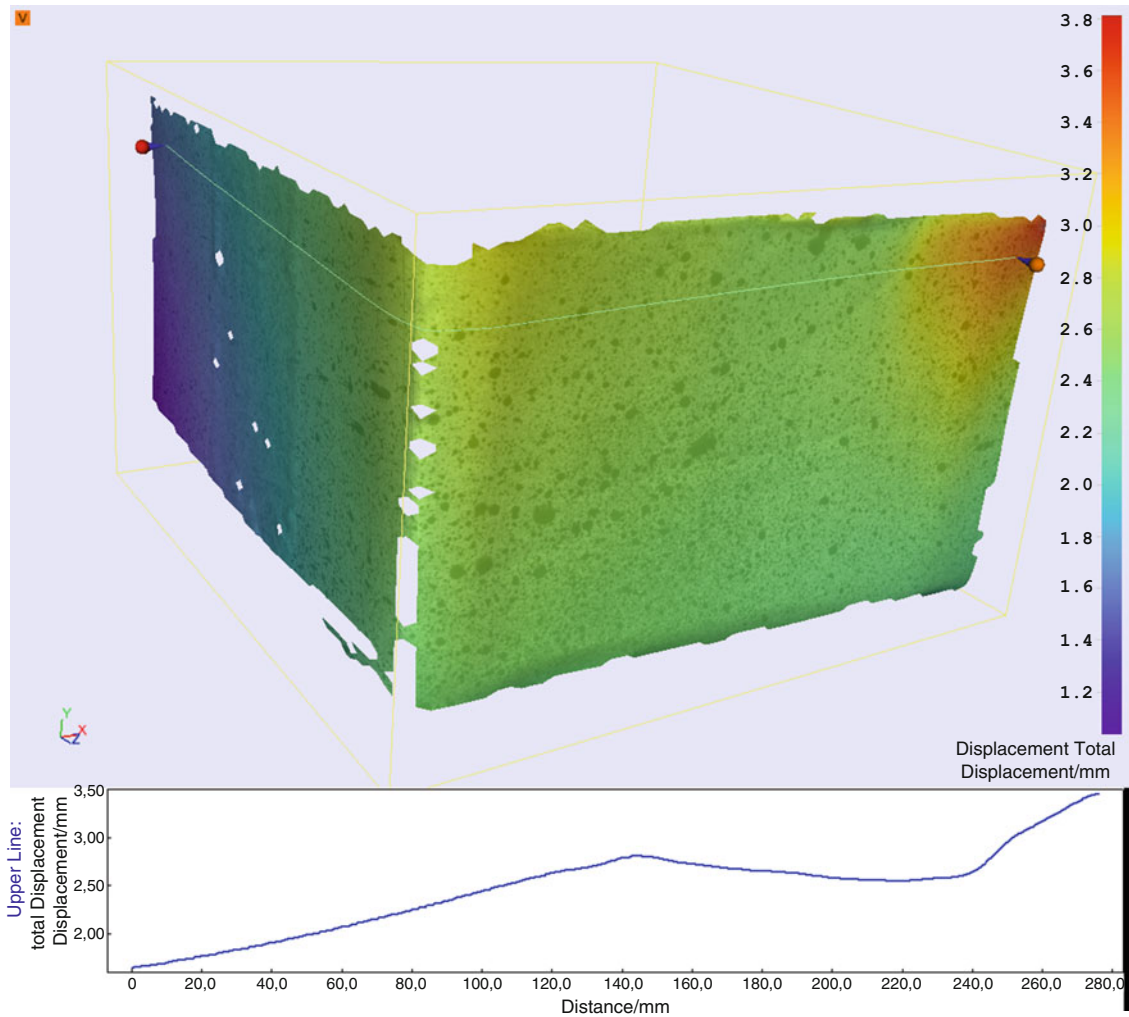 V
3.8
3.6
3.4
3.2
3.0
2.8
2.6
2.4
2.2
2.0
1.8
1.6
1.4
1.2
Y
X
Z
Displacement Total
Displacement/mm
Upper Line:
total Displacement
Displacement/mm
3,50
3,00
2,50
2,00
0 20,0 40,0 60,0 80,0 100,0 120,0 140,0 160,0 180,0 200,0 220,0 240,0 260,0 280,0
Distance/mm